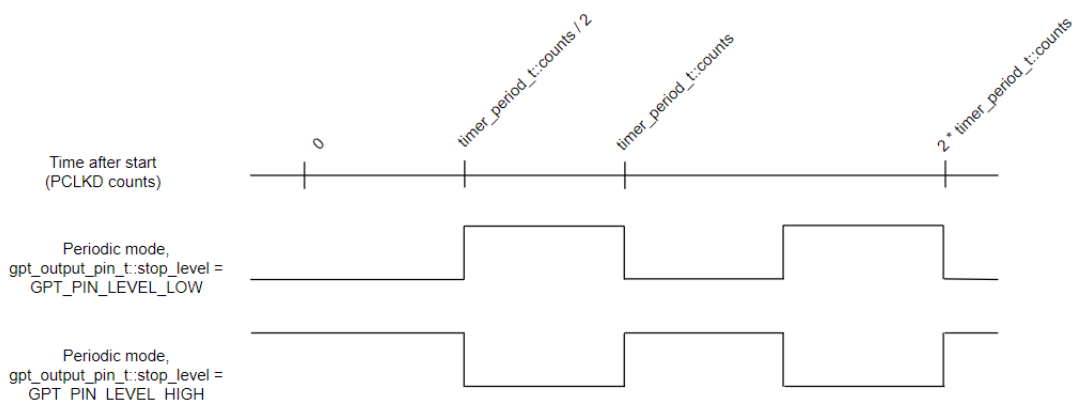 0
timer_period_t::counts / 2
timer_period_t::counts
2 * timer_period_t::counts
Time after start
(PCLKD counts)
Periodic mode,
gpt_output_pin_t::stop_level =
GPT_PIN_LEVEL_LOW
Periodic mode,
gpt_output_pin_t::stop_level =
GPT_PIN_LEVEL_HIGH